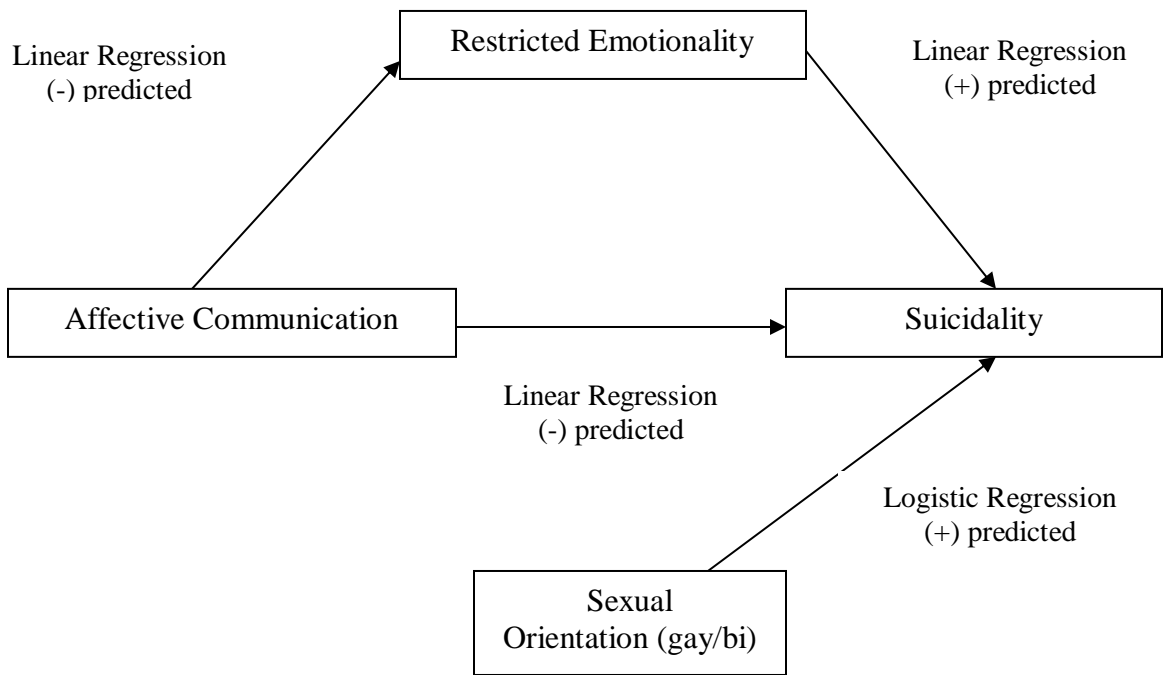 Restricted Emotionality
Linear Regression
(-) predicted
Linear Regression
(+) predicted
Affective Communication
Suicidality
Linear Regression
(-) predicted
Logistic Regression
(+) predicted
Sexual
Orientation (gay/bi)